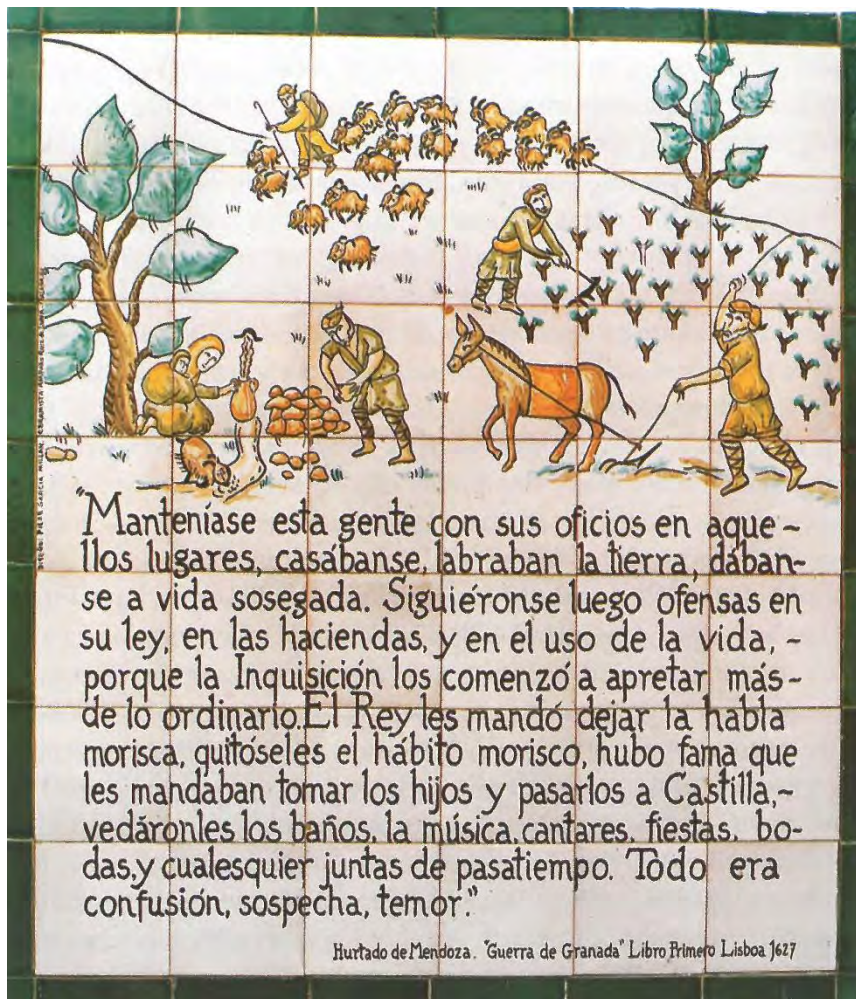 "Manteníase esta gente con sus oficios en aque~
llos lugares, casábanse, labraban la tierra, dában-
se a vida sosegada. Siguiéronse luego ofensas en
su ley, en las haciendas, y en el uso de la vida, -
porque la Inquisición los comenzó a apretar más-
de lo ordinario. El Rey les mandó dejar la habla
morisca, quitóseles el hábito morisco, hubo fama que
les mandaban tomar los hijos y pasarlos a Castilla,~
vedáronles los baños, la música, cantares, fiestas, bo-
das, y cualesquier juntas de pasatiempo. Todo era
confusión, sospecha, temor."
Hurtado de Mendoza. "Guerra de Granada" Libro Primero Lisboa 1627
PILAR GARCÍA MILLÁN, CERAMISTA